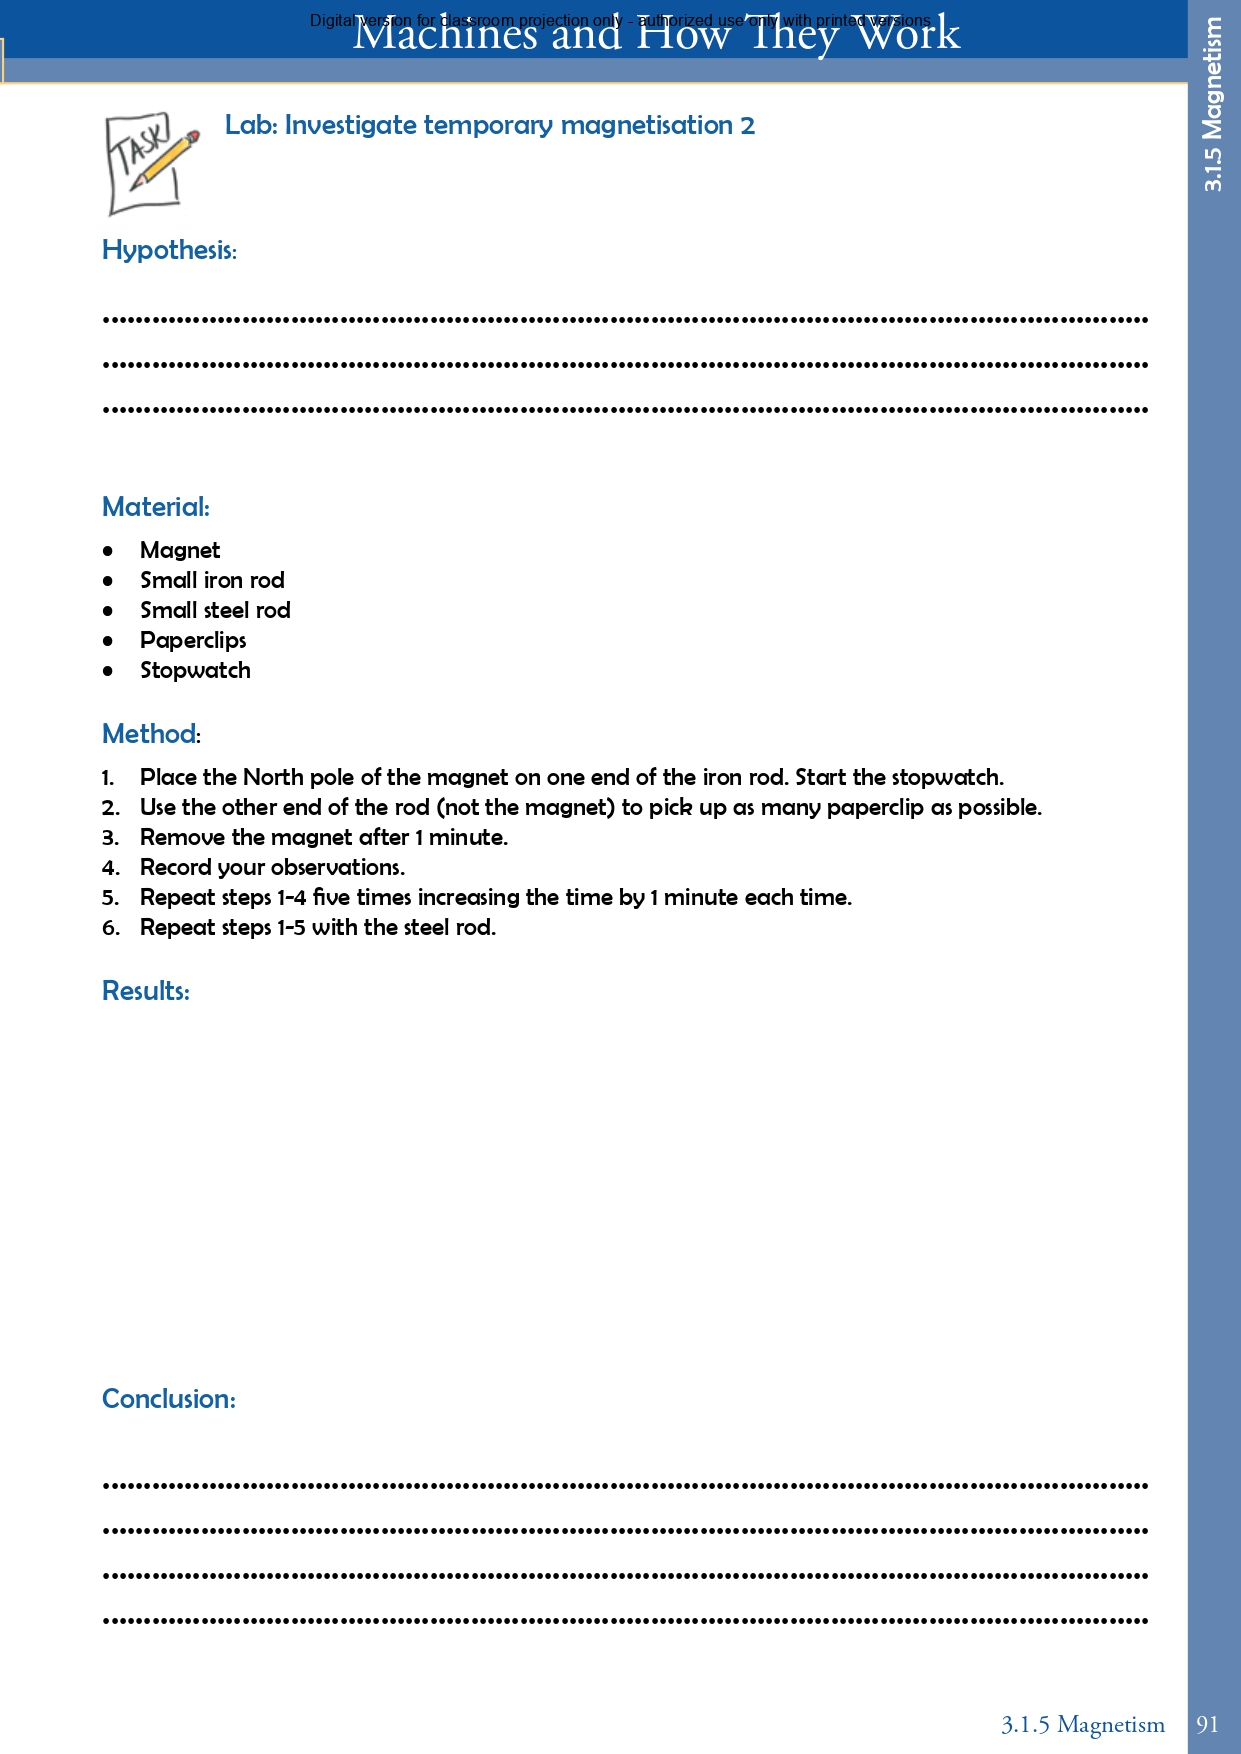 Digital version for classroom projection only - authorized use only with printed versions
Machines and How They Work
3.1.5 Magnetism
TASK
Lab: Investigate temporary magnetisation 2
Hypothesis:
Material:
• Magnet
• Small iron rod
• Small steel rod
• Paperclips
• Stopwatch
Method:
1. Place the North pole of the magnet on one end of the iron rod. Start the stopwatch.
2. Use the other end of the rod (not the magnet) to pick up as many paperclip as possible.
3. Remove the magnet after 1 minute.
4. Record your observations.
5. Repeat steps 1-4 five times increasing the time by 1 minute each time.
6. Repeat steps 1-5 with the steel rod.
Results:
Conclusion:
3.1.5 Magnetism 91